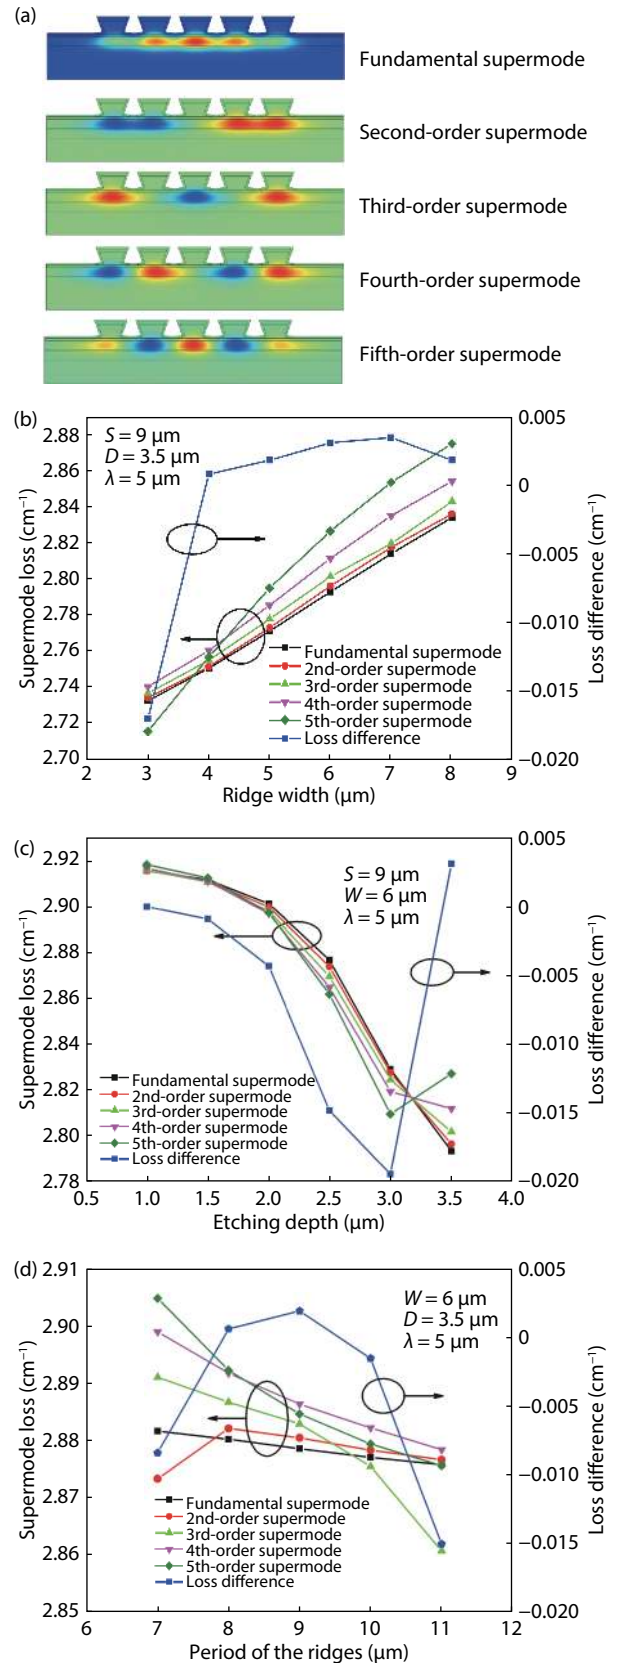 (a)
Fundamental supermode
Second-order supermode
Third-order supermode
Fourth-order supermode
Fifth-order supermode
(b)
S = 9 μm
D = 3.5 μm
λ = 5 μm
Supermode loss (cm⁻¹)
2.88
2.86
2.84
2.82
2.80
2.78
2.76
2.74
2.72
2.70
Fundamental supermode
2nd-order supermode
3rd-order supermode
4th-order supermode
5th-order supermode
Loss difference
0.005
0
−0.005
−0.010
−0.015
−0.020
Loss difference (cm⁻¹)
2 3 4 5 6 7 8 9
Ridge width (μm)
(c)
S = 9 μm
W = 6 μm
λ = 5 μm
Supermode loss (cm⁻¹)
2.92
2.90
2.88
2.86
2.84
2.82
2.80
2.78
Fundamental supermode
2nd-order supermode
3rd-order supermode
4th-order supermode
5th-order supermode
Loss difference
0.005
0
−0.005
−0.010
−0.015
−0.020
Loss difference (cm⁻¹)
0.5 1.0 1.5 2.0 2.5 3.0 3.5 4.0
Etching depth (μm)
(d)
W = 6 μm
D = 3.5 μm
λ = 5 μm
Supermode loss (cm⁻¹)
2.91
2.90
2.89
2.88
2.87
2.86
2.85
Fundamental supermode
2nd-order supermode
3rd-order supermode
4th-order supermode
5th-order supermode
Loss difference
0.005
0
−0.005
−0.010
−0.015
−0.020
Loss difference (cm⁻¹)
6 7 8 9 10 11 12
Period of the ridges (μm)